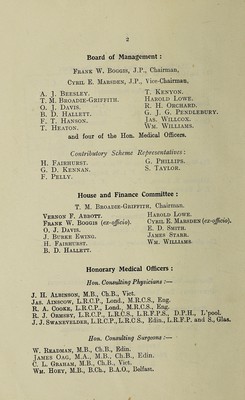 2
Board of Management :
FRANK W. BOGGIS, J.P., Chairman,
CYRIL E. MARSDEN, J.P., Vice-Chairman,
A. J. BEESLEY.
T. M. BROADIE-GRIFFITH.
O. J. DAVIS.
B. D. HALLETT.
F. T. HANSON.
T. HEATON.
T. KENYON.
HAROLD LOWE.
R. H. ORCHARD.
G. J. G. PENDLEBURY.
JAS. WILLCOX.
WM. WILLIAMS.
and four of the Hon. Medical Officers.
Contributory Scheme Representatives :
H. FAIRHURST.
G. D. KENNAN.
F. PELLY.
G. PHILLIPS.
S. TAYLOR.
House and Finance Committee :
T. M. BROADIE-GRIFFITH, Chairman.
VERNON F. ABBOTT.
FRANK W. BOGGIS (ex-officio).
O. J. DAVIS.
J. BUREE EWING.
H. FAIRHURST.
B. D. HALLETT.
HAROLD LOWE.
CYRIL E. MARSDEN (ex-officio).
E. D. SMITH.
JAMES STARR.
WM. WILLIAMS.
Honorary Medical Officers :
Hon. Consulting Physicians :—
J. H. ALBINSON, M.B., Ch.B., Vict.
JAS. AINSCOW, L.R.C.P., Lond., M.R.C.S., Eng.
R. A. COOKE, L.R.C.P., Lond., M.R.C.S., Eng.
R. J. ORMSBY, L.R.C.P., L.R.C.S., L.R.F.P.S., D.P.H., L'pool.
J. J. SWANEVELDER, L.R.C.P., L.R.C.S., Edin., L.R.F.P. and S., Glas.
Hon. Consulting Surgeons :—
W. READMAN, M.B., Ch.B., Edin.
JAMES OAG, M.A., M.B., Ch.B., Edin.
C. L. GRAHAM, M.B., Ch.B., Vict.
WM. HOEY, M.B., B.Ch., B.A.O., Belfast.